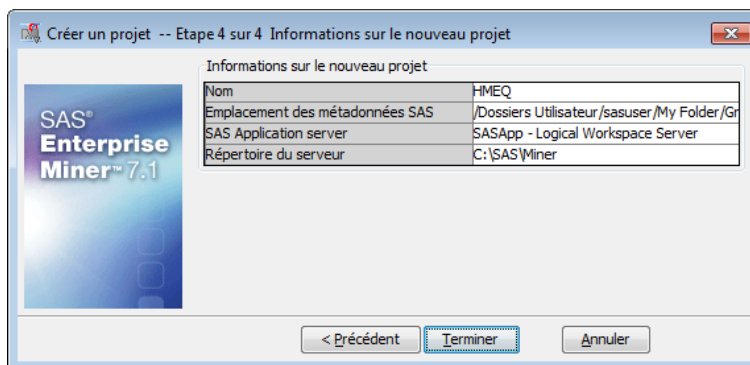 Créer un projet -- Etape 4 sur 4 Informations sur le nouveau projet
Informations sur le nouveau projet
Nom HMEQ
Emplacement des métadonnées SAS /Dossiers Utilisateur/sasuser/My Folder/Gr
SAS Application server SASApp - Logical Workspace Server
Répertoire du serveur C:\SAS\Miner
SAS®
Enterprise
Miner™ 7.1
< Précédent Terminer Annuler